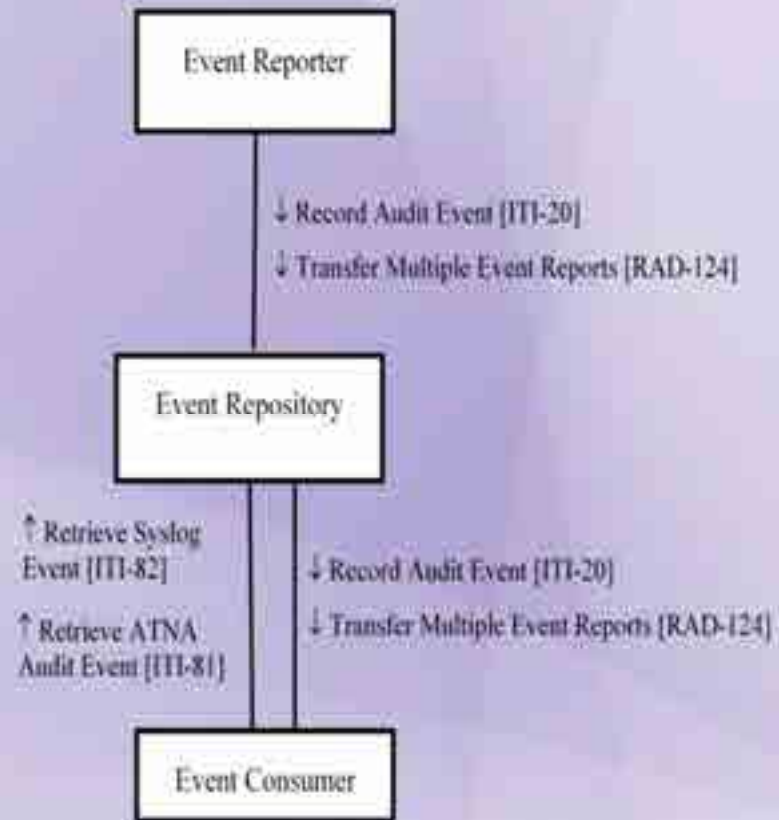 Event Reporter
↓ Record Audit Event [ITI-20]
↓ Transfer Multiple Event Reports [RAD-124]
Event Repository
↑ Retrieve Syslog
Event [ITI-82]
↑ Retrieve ATNA
Audit Event [ITI-81]
↓ Record Audit Event [ITI-20]
↓ Transfer Multiple Event Reports [RAD-124]
Event Consumer